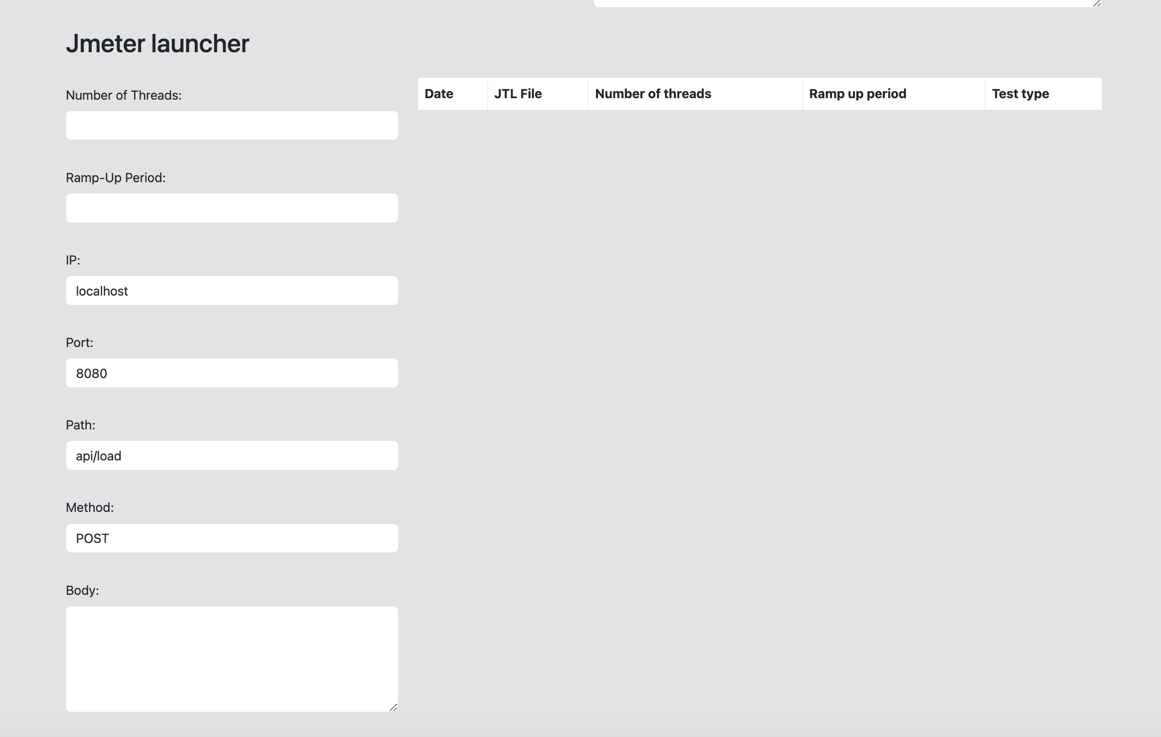 Jmeter launcher
Number of Threads:
Ramp-Up Period:
IP:
localhost
Port:
8080
Path:
api/load
Method:
POST
Body:
Date JTL File Number of threads Ramp up period Test type